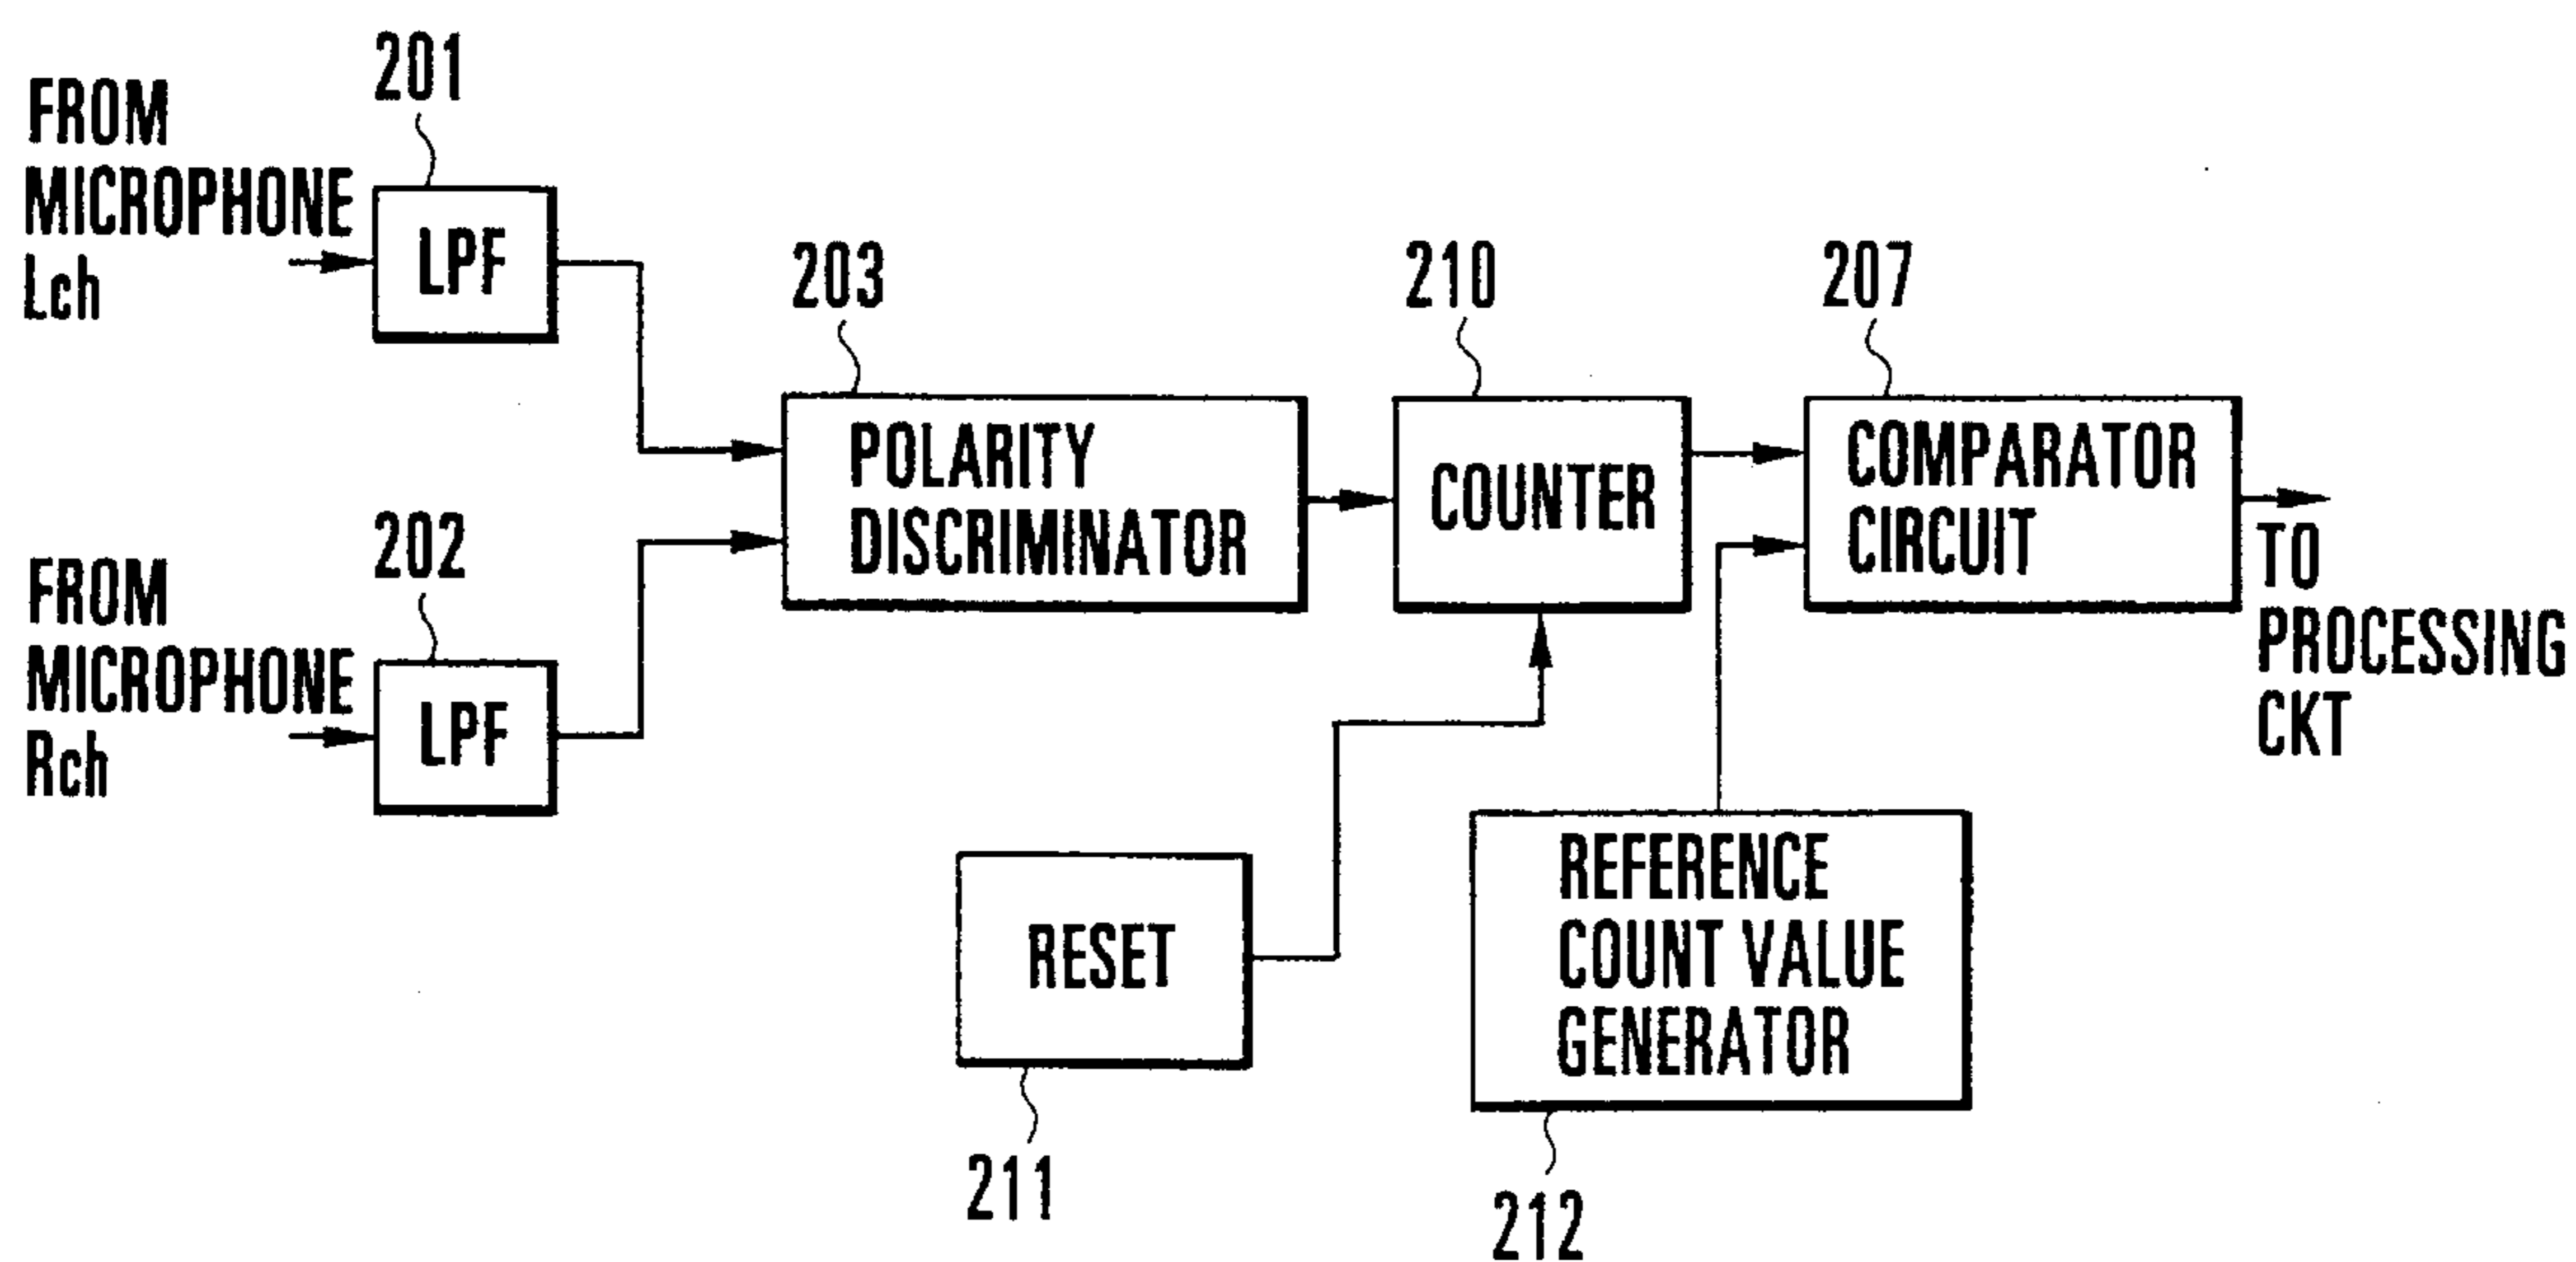 201
FROM
MICROPHONE
Lch
LPF
203
210
207
POLARITY
DISCRIMINATOR
COUNTER
COMPARATOR
CIRCUIT
TO
PROCESSING
CKT
202
FROM
MICROPHONE
Rch
LPF
RESET
211
REFERENCE
COUNT VALUE
GENERATOR
212